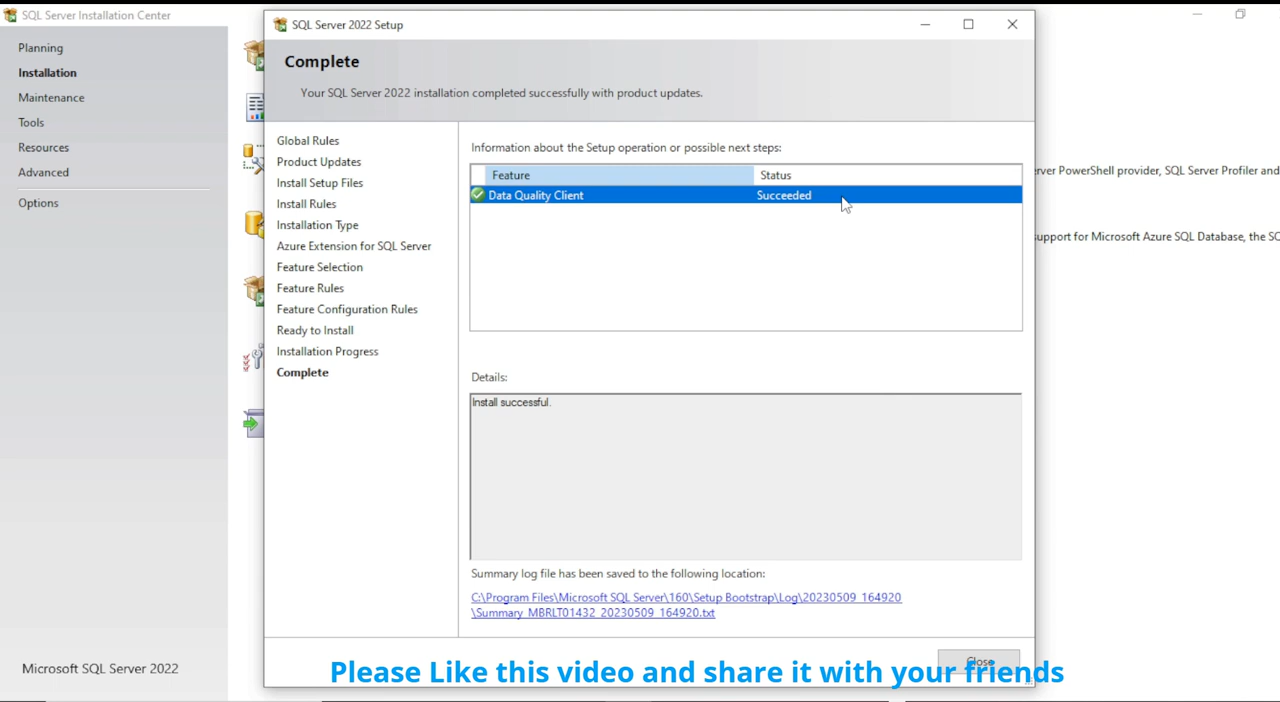 SQL Server Installation Center
Planning
Installation
Maintenance
Tools
Resources
Advanced
Options
Microsoft SQL Server 2022
SQL Server 2022 Setup
Complete
Your SQL Server 2022 installation completed successfully with product updates.
Global Rules
Product Updates
Install Setup Files
Install Rules
Installation Type
Azure Extension for SQL Server
Feature Selection
Feature Rules
Feature Configuration Rules
Ready to Install
Installation Progress
Complete
Information about the Setup operation or possible next steps:
Feature Status
Data Quality Client Succeeded
Details:
Install successful.
Summary log file has been saved to the following location:
C:\Program Files\Microsoft SQL Server\160\Setup Bootstrap\Log\20230509_164920
\Summary_MBRLT01432_20230509_164920.txt
Close
rver PowerShell provider, SQL Server Profiler and
upport for Microsoft Azure SQL Database, the SQ
Please Like this video and share it with your friends